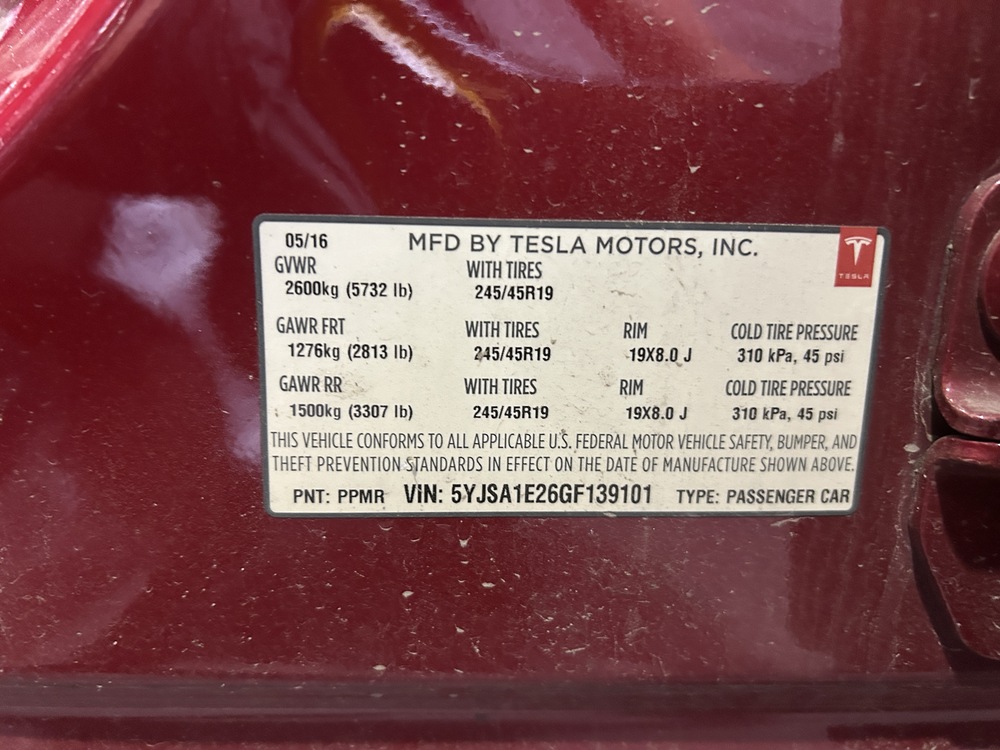 05/16 MFD BY TESLA MOTORS, INC.
TESLA
GVWR WITH TIRES
2600kg (5732 lb) 245/45R19
GAWR FRT WITH TIRES RIM COLD TIRE PRESSURE
1276kg (2813 lb) 245/45R19 19X8.0 J 310 kPa, 45 psi
GAWR RR WITH TIRES RIM COLD TIRE PRESSURE
1500kg (3307 lb) 245/45R19 19X8.0 J 310 kPa, 45 psi
THIS VEHICLE CONFORMS TO ALL APPLICABLE U.S. FEDERAL MOTOR VEHICLE SAFETY, BUMPER, AND
THEFT PREVENTION STANDARDS IN EFFECT ON THE DATE OF MANUFACTURE SHOWN ABOVE.
PNT: PPMR VIN: 5YJSA1E26GF139101 TYPE: PASSENGER CAR